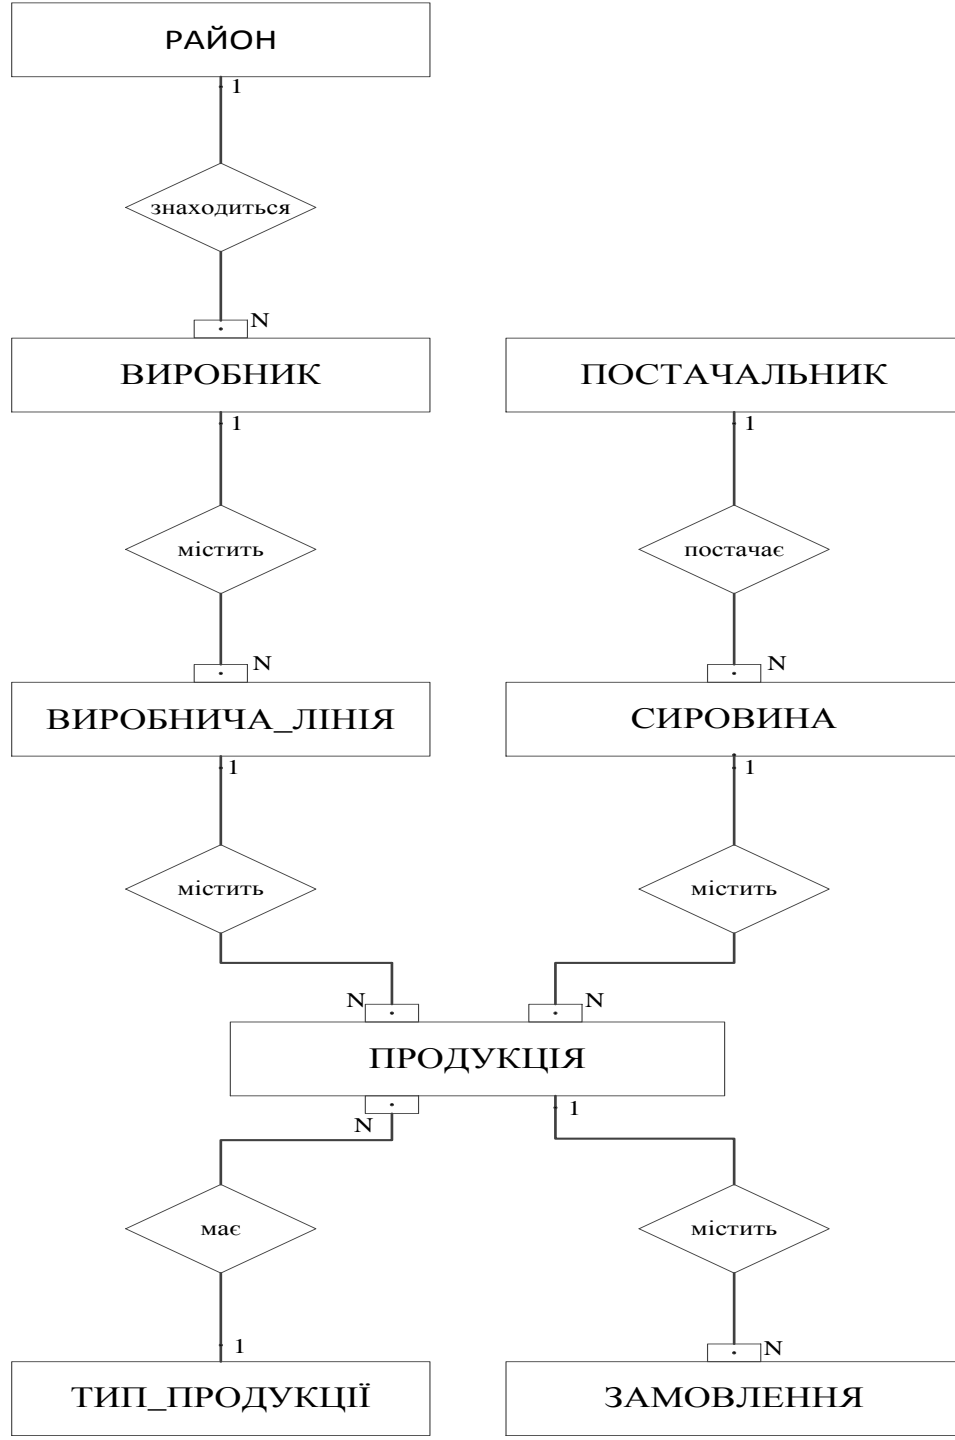 РАЙОН
1
знаходиться
N
ВИРОБНИК
ПОСТАЧАЛЬНИК
1
1
містить
постачає
N
N
ВИРОБНИЧА_ЛІНІЯ
СИРОВИНА
1
1
містить
містить
N
N
ПРОДУКЦІЯ
N
1
має
містить
1
N
ТИП_ПРОДУКЦІЇ
ЗАМОВЛЕННЯ